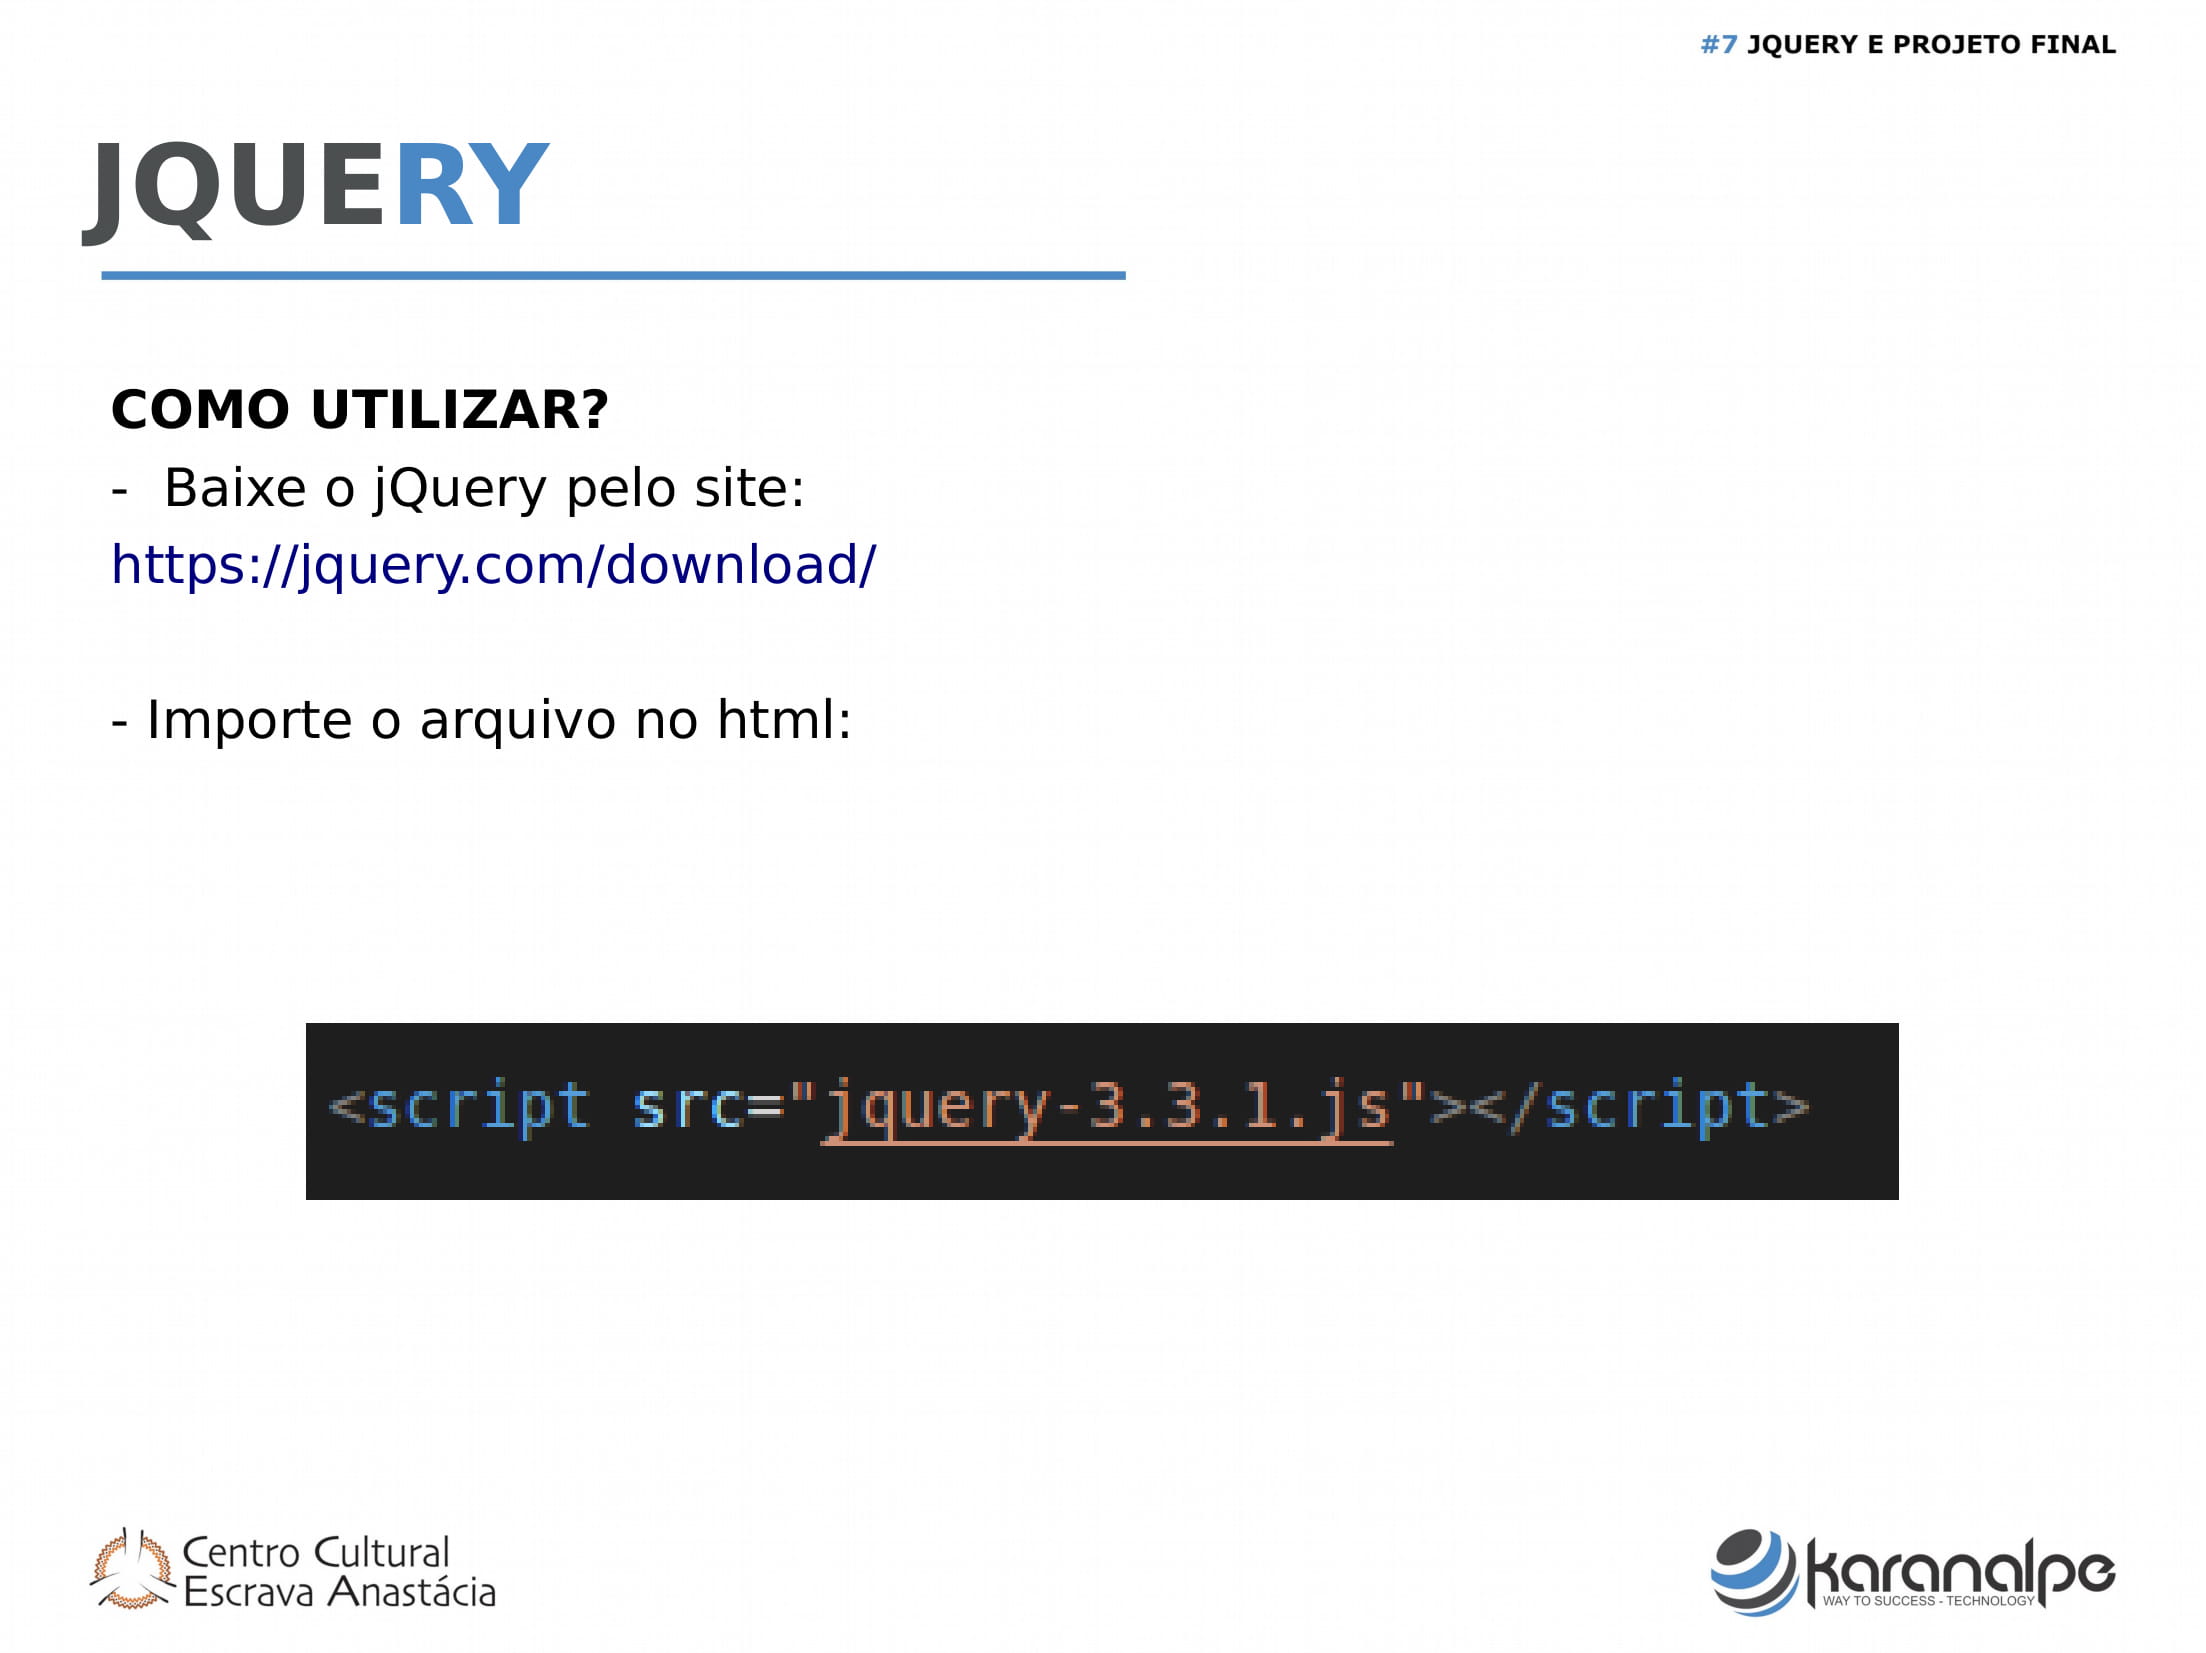 #7 JQUERY E PROJETO FINAL
JQUERY
COMO UTILIZAR?
- Baixe o jQuery pelo site:
https://jquery.com/download/
- Importe o arquivo no html:
<script src="jquery-3.3.1.js"></script>
Centro Cultural
Escrava Anastácia
karanalpe
WAY TO SUCCESS - TECHNOLOGY